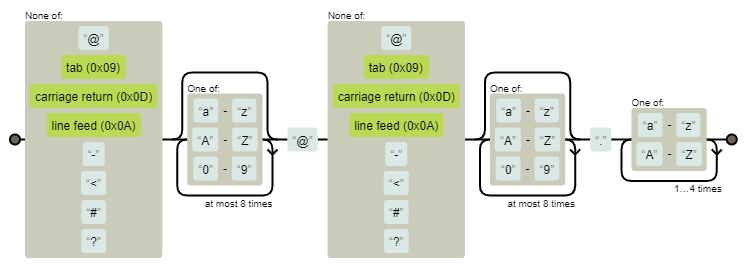 None of:
“@”
tab (0x09)
carriage return (0x0D)
line feed (0x0A)
“-”
“<”
“#”
“?”
One of:
“a” - “z”
“A” - “Z”
“0” - “9”
at most 8 times
“@”
None of:
“@”
tab (0x09)
carriage return (0x0D)
line feed (0x0A)
“-”
“<”
“#”
“?”
One of:
“a” - “z”
“A” - “Z”
“0” - “9”
at most 8 times
“.”
One of:
“a” - “z”
“A” - “Z”
1…4 times